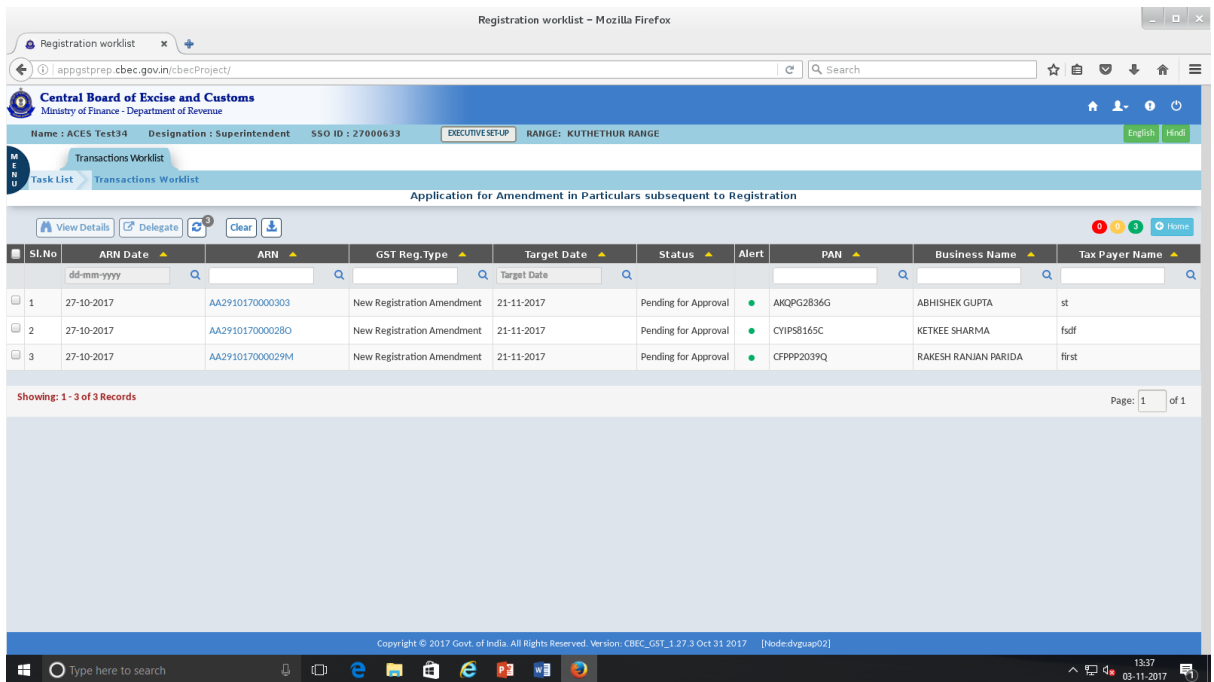 Registration worklist – Mozilla Firefox
Registration worklist
appgstprep.cbec.gov.in/cbecProject/ Search
Central Board of Excise and Customs
Ministry of Finance - Department of Revenue
Name : ACES Test34 Designation : Superintendent SSO ID : 27000633 EXECUTIVE SET-UP RANGE: KUTHETHUR RANGE English Hindi
MENU
Transactions Worklist
Task List Transactions Worklist
Application for Amendment in Particulars subsequent to Registration
View Details Delegate 3 Clear 0 0 3 Home
Sl.No ARN Date ARN GST Reg.Type Target Date Status Alert PAN Business Name Tax Payer Name
dd-mm-yyyy Target Date
1 27-10-2017 AA2910170000303 New Registration Amendment 21-11-2017 Pending for Approval AKQPG2836G ABHISHEK GUPTA st
2 27-10-2017 AA291017000028O New Registration Amendment 21-11-2017 Pending for Approval CYIPS8165C KETKEE SHARMA fsdf
3 27-10-2017 AA291017000029M New Registration Amendment 21-11-2017 Pending for Approval CFPPP2039Q RAKESH RANJAN PARIDA first
Showing: 1 - 3 of 3 Records
Page: 1 of 1
Copyright © 2017 Govt. of India. All Rights Reserved. Version: CBEC_GST_1.27.3 Oct 31 2017 [Node:dvguap02]
Type here to search
13:37
03-11-2017